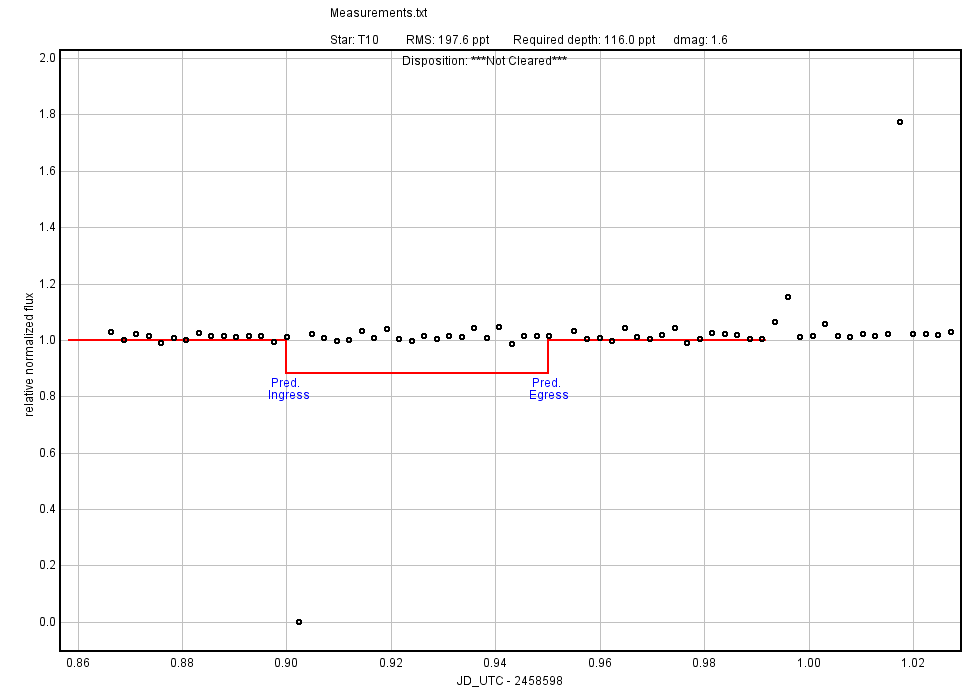 Measurements.txt
Star: T10 RMS: 197.6 ppt Required depth: 116.0 ppt dmag: 1.6
Disposition: ***Not Cleared***
2.0
1.8
1.6
1.4
1.2
1.0
0.8
0.6
0.4
0.2
0.0
relative normalized flux
Pred.
Ingress
Pred.
Egress
0.86 0.88 0.90 0.92 0.94 0.96 0.98 1.00 1.02
JD_UTC - 2458598